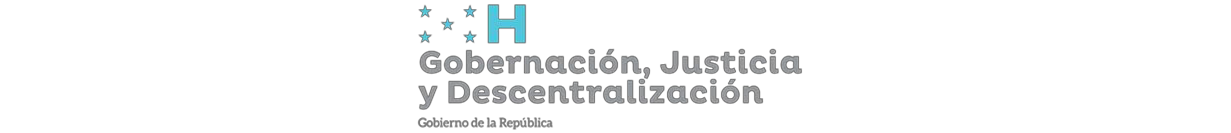 H
Gobernación, Justicia
y Descentralización
Gobierno de la República